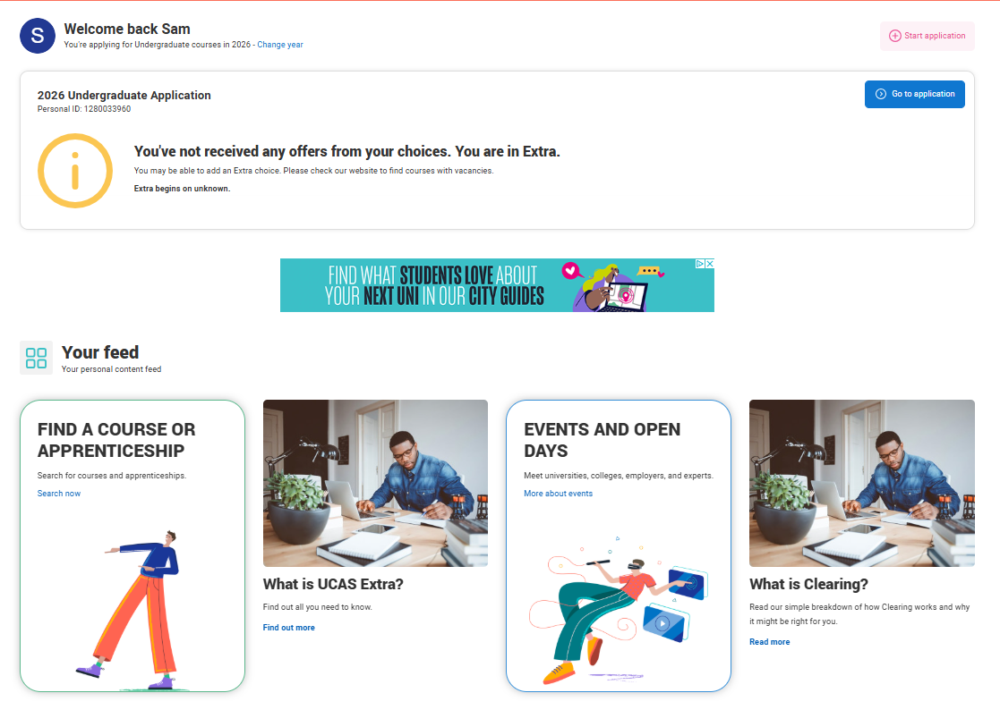 S
Welcome back Sam
You're applying for Undergraduate courses in 2026 - Change year
Start application
2026 Undergraduate Application
Personal ID: 1280033960
Go to application
You've not received any offers from your choices. You are in Extra.
You may be able to add an Extra choice. Please check our website to find courses with vacancies.
Extra begins on unknown.
FIND WHAT STUDENTS LOVE ABOUT
YOUR NEXT UNI IN OUR CITY GUIDES
Your feed
Your personal content feed
FIND A COURSE OR
APPRENTICESHIP
Search for courses and apprenticeships.
Search now
What is UCAS Extra?
Find out all you need to know.
Find out more
EVENTS AND OPEN
DAYS
Meet universities, colleges, employers, and experts.
More about events
What is Clearing?
Read our simple breakdown of how Clearing works and why
it might be right for you.
Read more